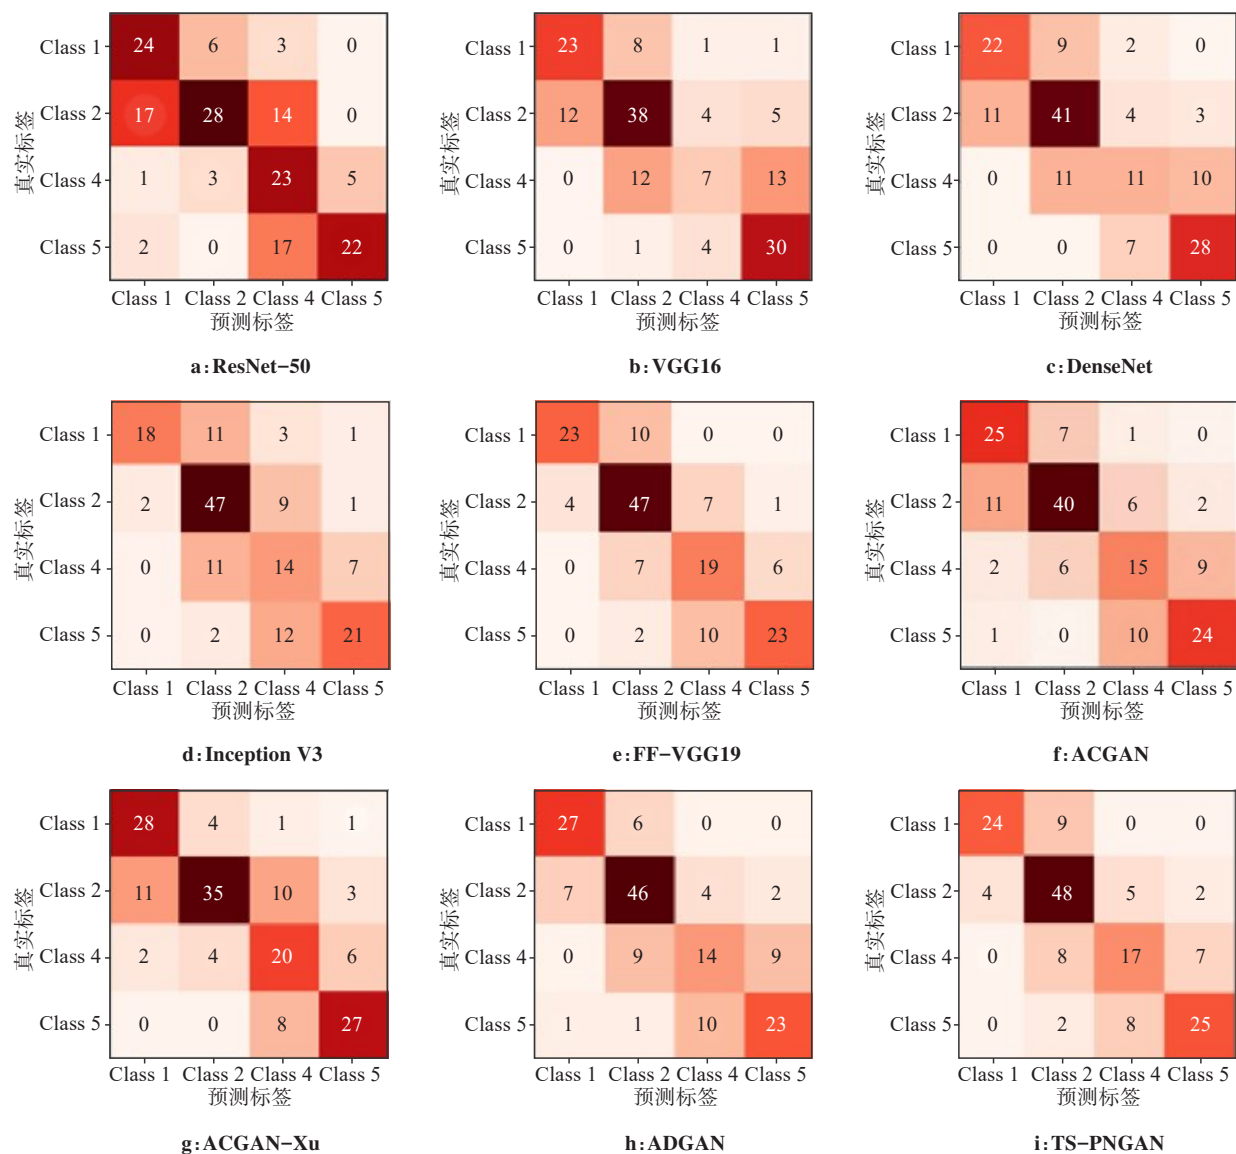 真实标签
Class 1 24 6 3 0
Class 2 17 28 14 0
Class 4 1 3 23 5
Class 5 2 0 17 22
Class 1 Class 2 Class 4 Class 5
预测标签
a:ResNet-50
真实标签
Class 1 23 8 1 1
Class 2 12 38 4 5
Class 4 0 12 7 13
Class 5 0 1 4 30
Class 1 Class 2 Class 4 Class 5
预测标签
b:VGG16
真实标签
Class 1 22 9 2 0
Class 2 11 41 4 3
Class 4 0 11 11 10
Class 5 0 0 7 28
Class 1 Class 2 Class 4 Class 5
预测标签
c:DenseNet
真实标签
Class 1 18 11 3 1
Class 2 2 47 9 1
Class 4 0 11 14 7
Class 5 0 2 12 21
Class 1 Class 2 Class 4 Class 5
预测标签
d:Inception V3
真实标签
Class 1 23 10 0 0
Class 2 4 47 7 1
Class 4 0 7 19 6
Class 5 0 2 10 23
Class 1 Class 2 Class 4 Class 5
预测标签
e:FF-VGG19
真实标签
Class 1 25 7 1 0
Class 2 11 40 6 2
Class 4 2 6 15 9
Class 5 1 0 10 24
Class 1 Class 2 Class 4 Class 5
预测标签
f:ACGAN
真实标签
Class 1 28 4 1 1
Class 2 11 35 10 3
Class 4 2 4 20 6
Class 5 0 0 8 27
Class 1 Class 2 Class 4 Class 5
预测标签
g:ACGAN-Xu
真实标签
Class 1 27 6 0 0
Class 2 7 46 4 2
Class 4 0 9 14 9
Class 5 1 1 10 23
Class 1 Class 2 Class 4 Class 5
预测标签
h:ADGAN
真实标签
Class 1 24 9 0 0
Class 2 4 48 5 2
Class 4 0 8 17 7
Class 5 0 2 8 25
Class 1 Class 2 Class 4 Class 5
预测标签
i:TS-PNGAN